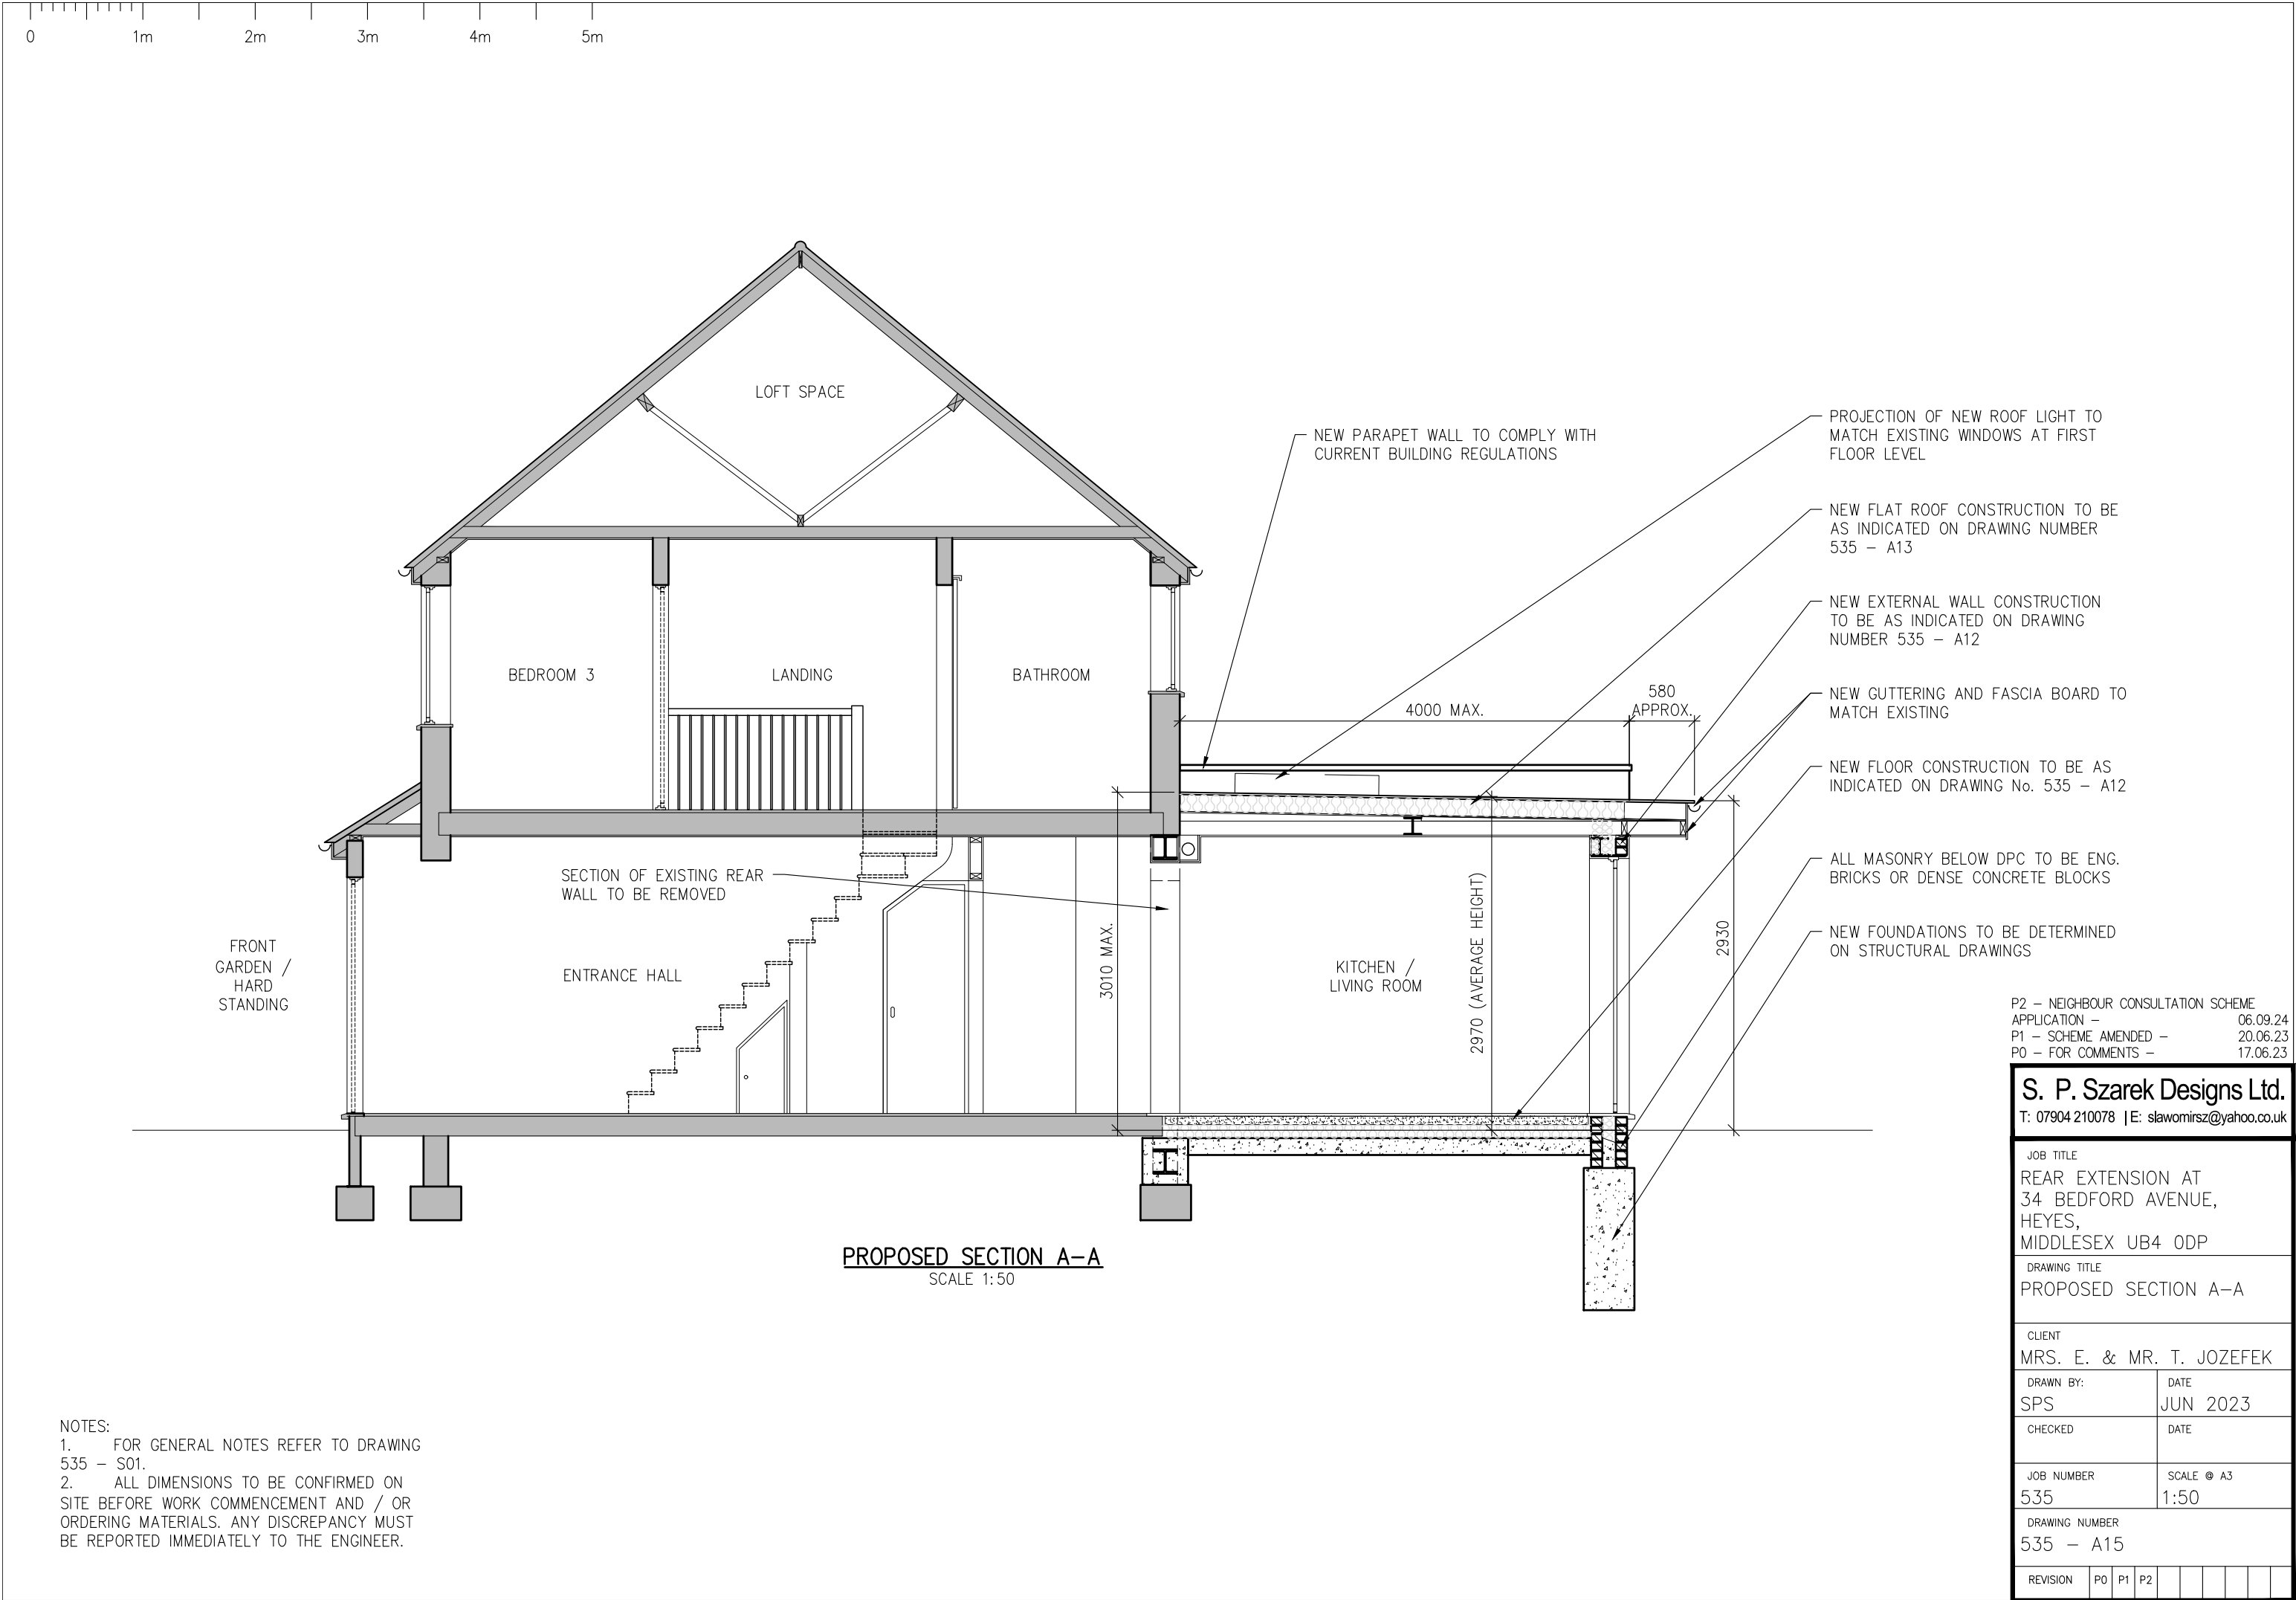 0 1m 2m 3m 4m 5m
LOFT SPACE
BEDROOM 3
LANDING
BATHROOM
NEW PARAPET WALL TO COMPLY WITH
CURRENT BUILDING REGULATIONS
PROJECTION OF NEW ROOF LIGHT TO
MATCH EXISTING WINDOWS AT FIRST
FLOOR LEVEL
NEW FLAT ROOF CONSTRUCTION TO BE
AS INDICATED ON DRAWING NUMBER
535 – A13
NEW EXTERNAL WALL CONSTRUCTION
TO BE AS INDICATED ON DRAWING
NUMBER 535 – A12
NEW GUTTERING AND FASCIA BOARD TO
MATCH EXISTING
NEW FLOOR CONSTRUCTION TO BE AS
INDICATED ON DRAWING No. 535 – A12
ALL MASONRY BELOW DPC TO BE ENG.
BRICKS OR DENSE CONCRETE BLOCKS
NEW FOUNDATIONS TO BE DETERMINED
ON STRUCTURAL DRAWINGS
4000 MAX.
580
APPROX.
SECTION OF EXISTING REAR
WALL TO BE REMOVED
FRONT
GARDEN /
HARD
STANDING
ENTRANCE HALL
3010 MAX.
KITCHEN /
LIVING ROOM
2970 (AVERAGE HEIGHT)
2930
PROPOSED SECTION A–A
SCALE 1:50
NOTES:
1. FOR GENERAL NOTES REFER TO DRAWING
535 – S01.
2. ALL DIMENSIONS TO BE CONFIRMED ON
SITE BEFORE WORK COMMENCEMENT AND / OR
ORDERING MATERIALS. ANY DISCREPANCY MUST
BE REPORTED IMMEDIATELY TO THE ENGINEER.
P2 – NEIGHBOUR CONSULTATION SCHEME
APPLICATION – 06.09.24
P1 – SCHEME AMENDED – 20.06.23
P0 – FOR COMMENTS – 17.06.23
S. P. Szarek Designs Ltd.
T: 07904 210078 | E: slawomirsz@yahoo.co.uk
JOB TITLE
REAR EXTENSION AT
34 BEDFORD AVENUE,
HEYES,
MIDDLESEX UB4 0DP
DRAWING TITLE
PROPOSED SECTION A–A
CLIENT
MRS. E. & MR. T. JOZEFEK
DRAWN BY: DATE
SPS JUN 2023
CHECKED DATE
JOB NUMBER SCALE @ A3
535 1:50
DRAWING NUMBER
535 – A15
REVISION P0 P1 P2